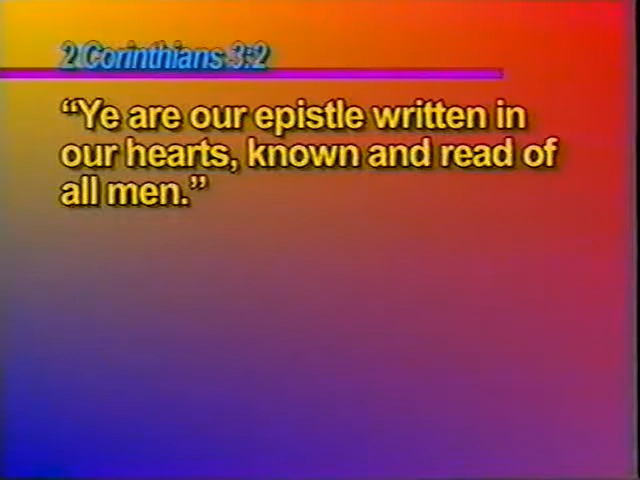 2 Corinthians 3:2
“Ye are our epistle written in
our hearts, known and read of
all men.”